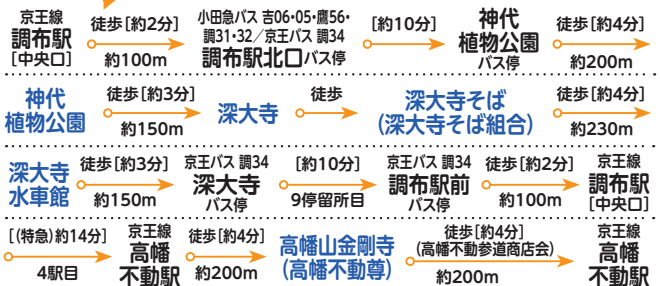 京王線 調布駅 [中央口] 徒歩[約2分] 約100m 小田急バス 吉06・05・鷹56・調31・32／京王バス 調34 調布駅北口バス停 [約10分] 神代植物公園 バス停 徒歩[約4分] 約200m
神代植物公園 徒歩[約3分] 約150m 深大寺 徒歩 深大寺そば (深大寺そば組合) 徒歩[約4分] 約230m
深大寺水車館 徒歩[約3分] 約150m 京王バス 調34 深大寺 バス停 [約10分] 9停留所目 京王バス 調34 調布駅前 バス停 徒歩[約2分] 約100m 京王線 調布駅 [中央口]
[(特急)約14分] 4駅目 京王線 高幡不動駅 徒歩[約4分] 約200m 高幡山金剛寺 (高幡不動尊) 徒歩[約4分] (高幡不動参道商店会) 約200m 京王線 高幡不動駅